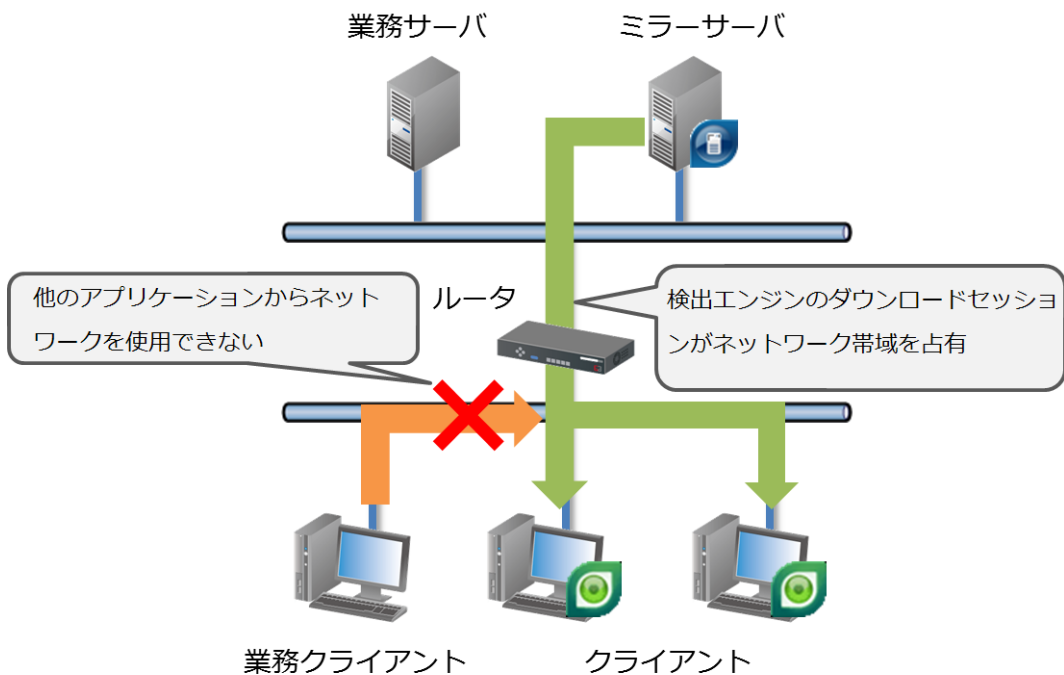 業務サーバ
ミラーサーバ
他のアプリケーションからネット
ワークを使用できない
ルータ
検出エンジンのダウンロードセッショ
ンがネットワーク帯域を占有
業務クライアント
クライアント